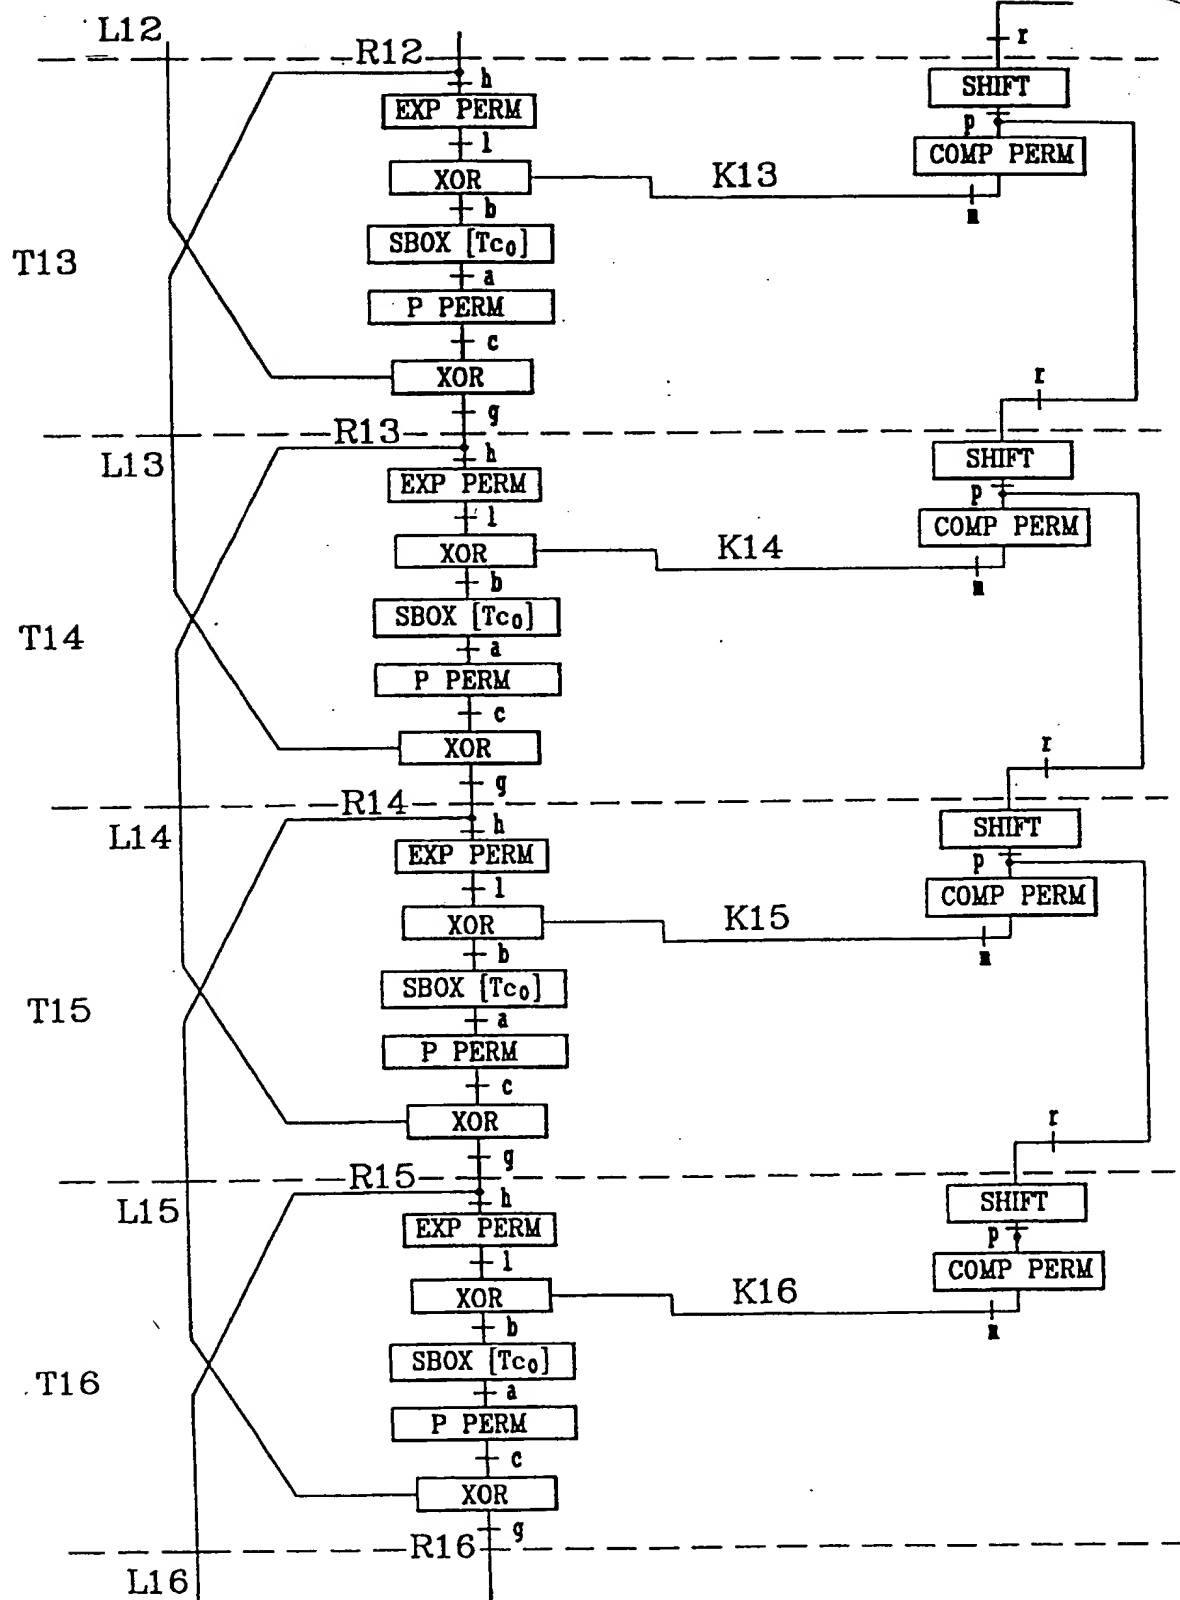 L12
R12
r
SHIFT
h
EXP PERM
p
COMP PERM
l
XOR
K13
m
b
SBOX [Tc0]
T13
a
P PERM
c
XOR
r
g
R13
L13
h
SHIFT
EXP PERM
p
COMP PERM
l
XOR
K14
m
b
SBOX [Tc0]
T14
a
P PERM
c
XOR
r
g
R14
L14
h
SHIFT
EXP PERM
p
COMP PERM
l
XOR
K15
m
b
SBOX [Tc0]
T15
a
P PERM
c
XOR
r
g
R15
L15
h
SHIFT
EXP PERM
p
COMP PERM
l
XOR
K16
m
b
SBOX [Tc0]
T16
a
P PERM
c
XOR
g
R16
L16